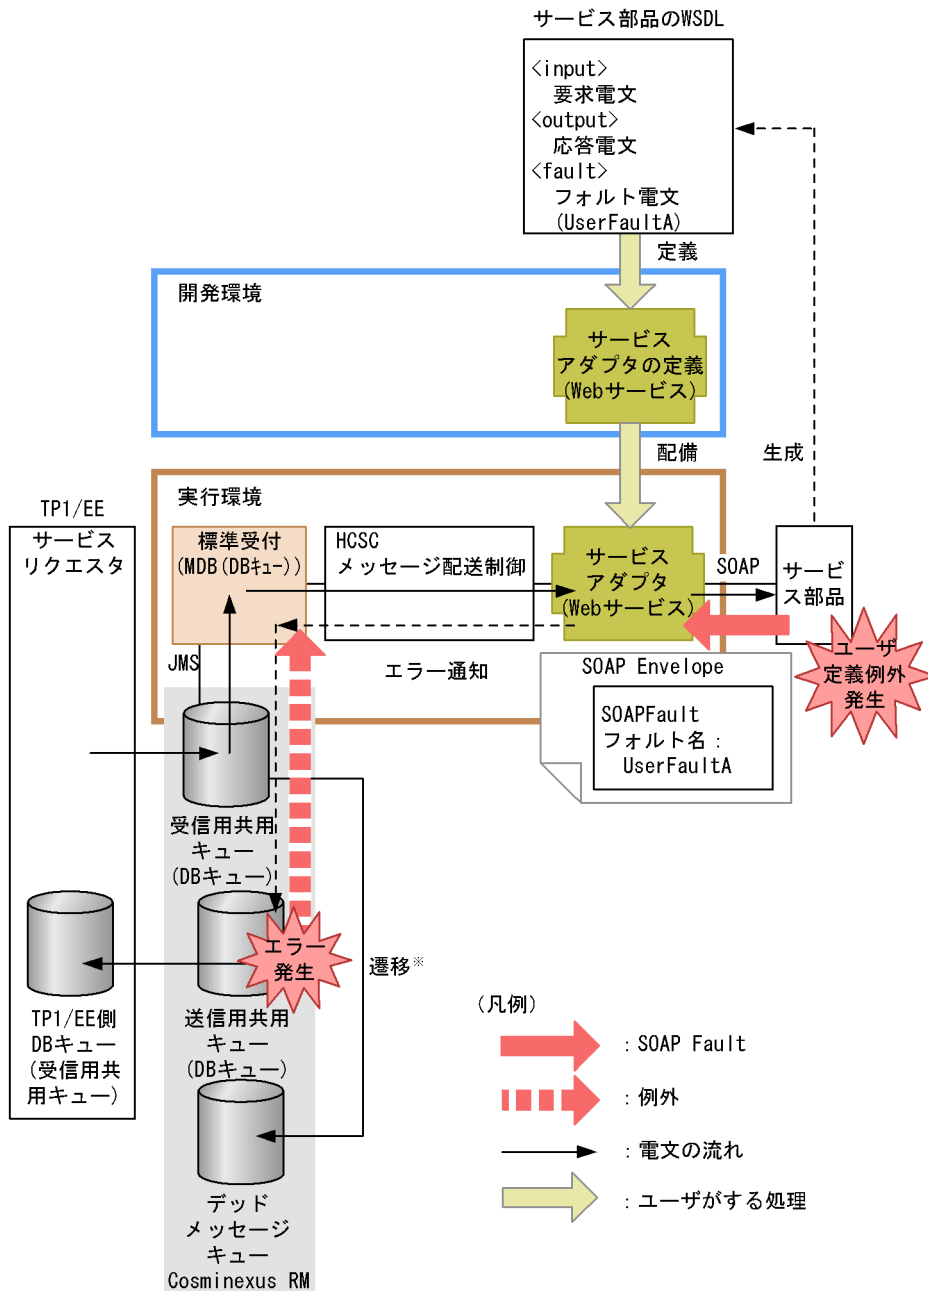 サービス部品のWSDL
<input>
要求電文
<output>
応答電文
<fault>
フォルト電文
(UserFaultA)
定義
開発環境
サービス
アダプタの定義
(Webサービス)
配備
生成
実行環境
TP1/EE
サービス
リクエスタ
標準受付
(MDB(DBキュー))
HCSC
メッセージ配送制御
サービス
アダプタ
(Webサービス)
SOAP
サービ
ス部品
JMS
エラー通知
ユーザ
定義例外
発生
SOAP Envelope
SOAPFault
フォルト名：
UserFaultA
受信用共用
キュー
(DBキュー)
エラー
発生
遷移※
TP1/EE側
DBキュー
(受信用共
用キュー)
送信用共用
キュー
(DBキュー)
デッド
メッセージ
キュー
Cosminexus RM
(凡例)
：SOAP Fault
：例外
：電文の流れ
：ユーザがする処理